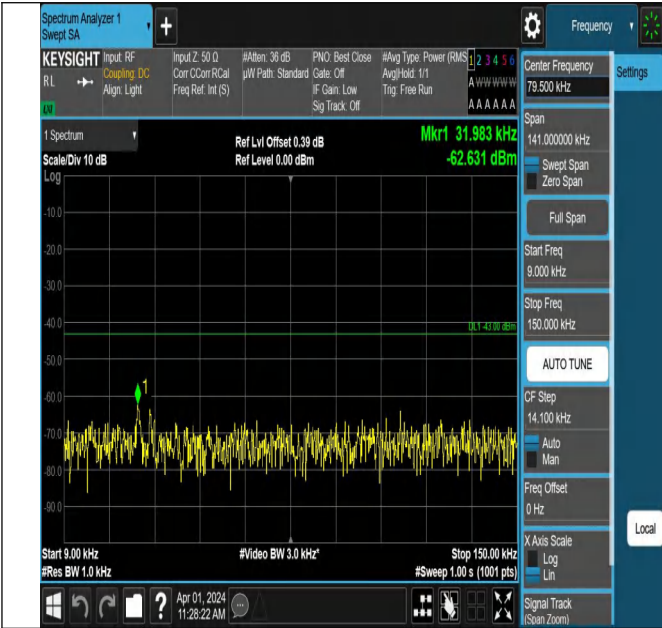 Spectrum Analyzer 1
Swept SA
Frequency
KEYSIGHT
RL
LXI
Input: RF
Coupling: DC
Align: Light
Input Z: 50 Ω
Corr CCorr RCal
Freq Ref: Int (S)
#Atten: 36 dB
µW Path: Standard
PNO: Best Close
Gate: Off
IF Gain: Low
Sig Track: Off
#Avg Type: Power (RMS
Avg|Hold: 1/1
Trig: Free Run
1 2 3 4 5 6
A W W W W W
A A A A A A
Center Frequency
79.500 kHz
Settings
1 Spectrum
Scale/Div 10 dB
Log
Ref Lvl Offset 0.39 dB
Ref Level 0.00 dBm
Mkr1 31.983 kHz
-62.631 dBm
Span
141.000000 kHz
Swept Span
Zero Span
Full Span
Start Freq
9.000 kHz
Stop Freq
150.000 kHz
AUTO TUNE
CF Step
14.100 kHz
Auto
Man
Freq Offset
0 Hz
X Axis Scale
Log
Lin
Local
Signal Track
(Span Zoom)
-10.0
-20.0
-30.0
-40.0
DL1 -43.00 dBm
-50.0
1
-60.0
-70.0
-80.0
-90.0
Start 9.00 kHz
#Res BW 1.0 kHz
#Video BW 3.0 kHz*
Stop 150.00 kHz
#Sweep 1.00 s (1001 pts)
?
Apr 01, 2024
11:28:22 AM